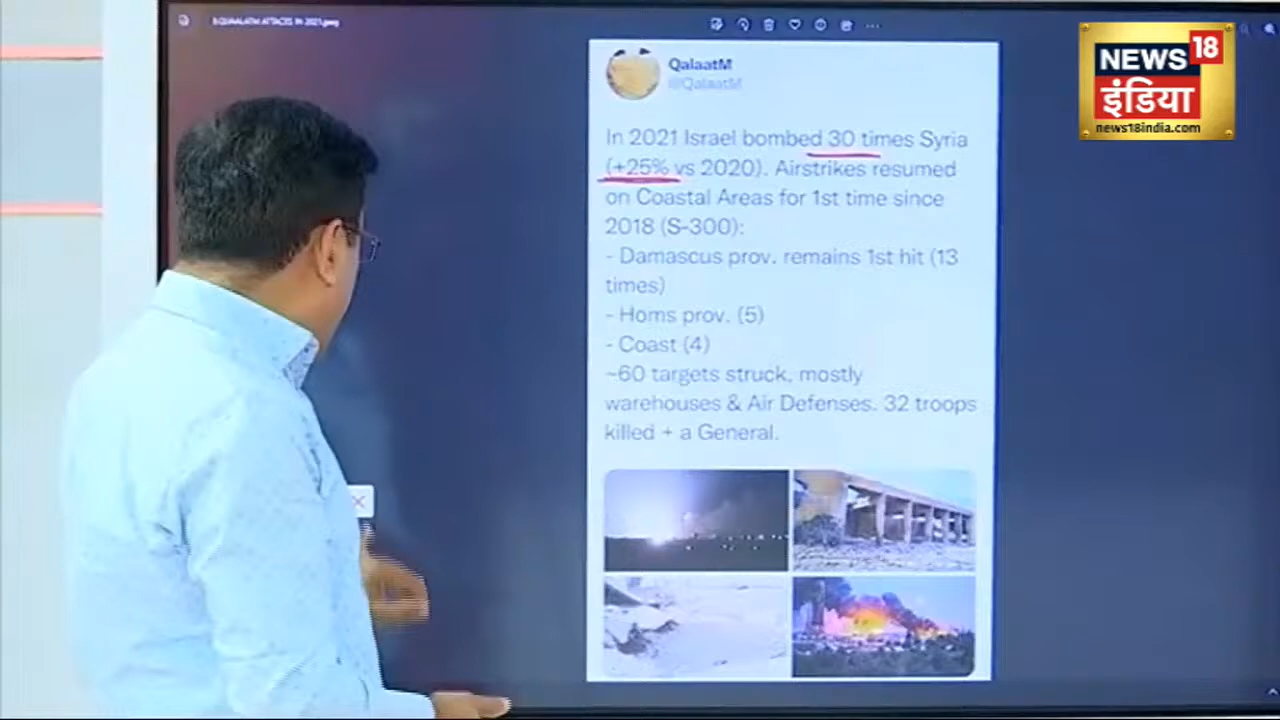 QalaatM
@QalaatM
In 2021 Israel bombed 30 times Syria
(+25% vs 2020). Airstrikes resumed
on Coastal Areas for 1st time since
2018 (S-300):
- Damascus prov. remains 1st hit (13
times)
- Homs prov. (5)
- Coast (4)
~60 targets struck, mostly
warehouses & Air Defenses. 32 troops
killed + a General.
NEWS 18
इंडिया
news18india.com